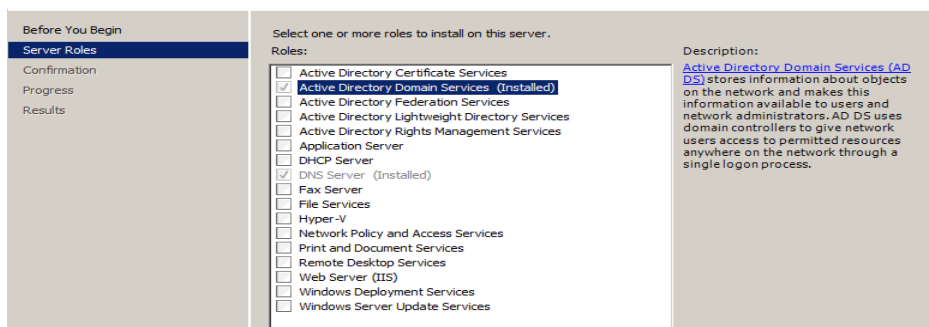 Before You Begin
Server Roles
Confirmation
Progress
Results
Select one or more roles to install on this server.
Roles:
Active Directory Certificate Services
Active Directory Domain Services (Installed)
Active Directory Federation Services
Active Directory Lightweight Directory Services
Active Directory Rights Management Services
Application Server
DHCP Server
DNS Server (Installed)
Fax Server
File Services
Hyper-V
Network Policy and Access Services
Print and Document Services
Remote Desktop Services
Web Server (IIS)
Windows Deployment Services
Windows Server Update Services
Description:
Active Directory Domain Services (AD
DS) stores information about objects
on the network and makes this
information available to users and
network administrators. AD DS uses
domain controllers to give network
users access to permitted resources
anywhere on the network through a
single logon process.